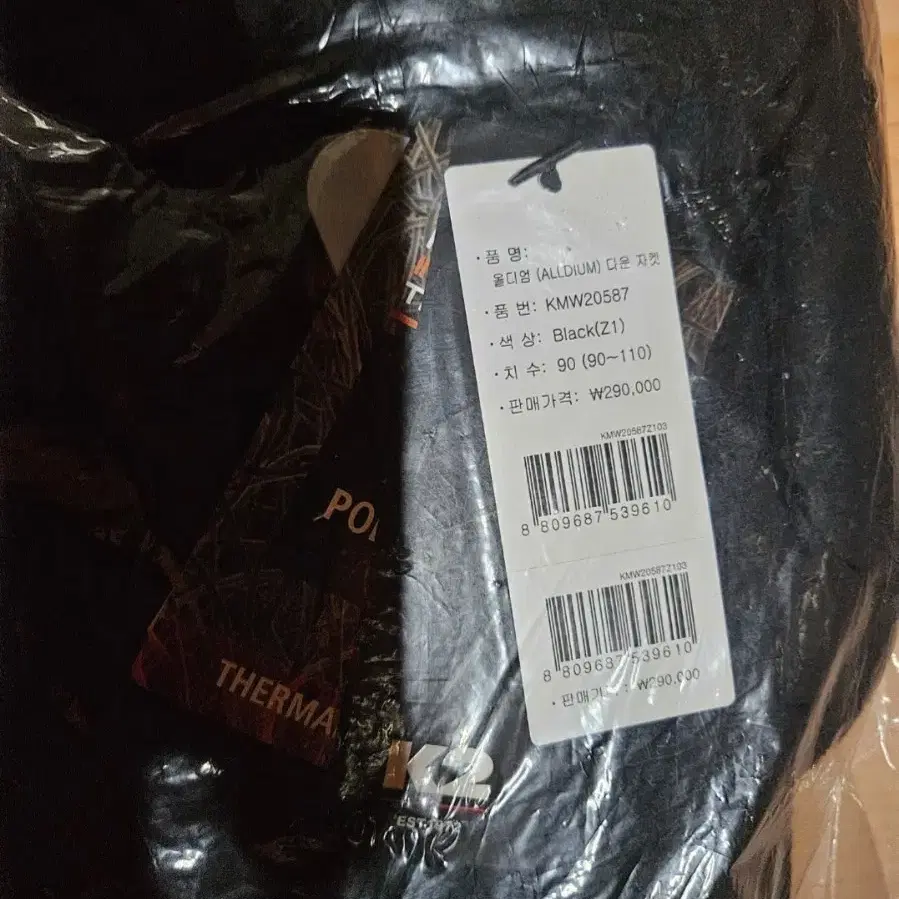 · 품 명:
올디엄 (ALLDIUM) 다운 자켓
· 품 번: KMW20587
· 색 상: Black(Z1)
· 치 수: 90 (90~110)
· 판매가격: ₩290,000
KMW20587Z103
8 809687 539610
KMW20587Z103
8 809687 539610
· 판매가 : ₩290,000
T
PO
THERMA
K2
EST.